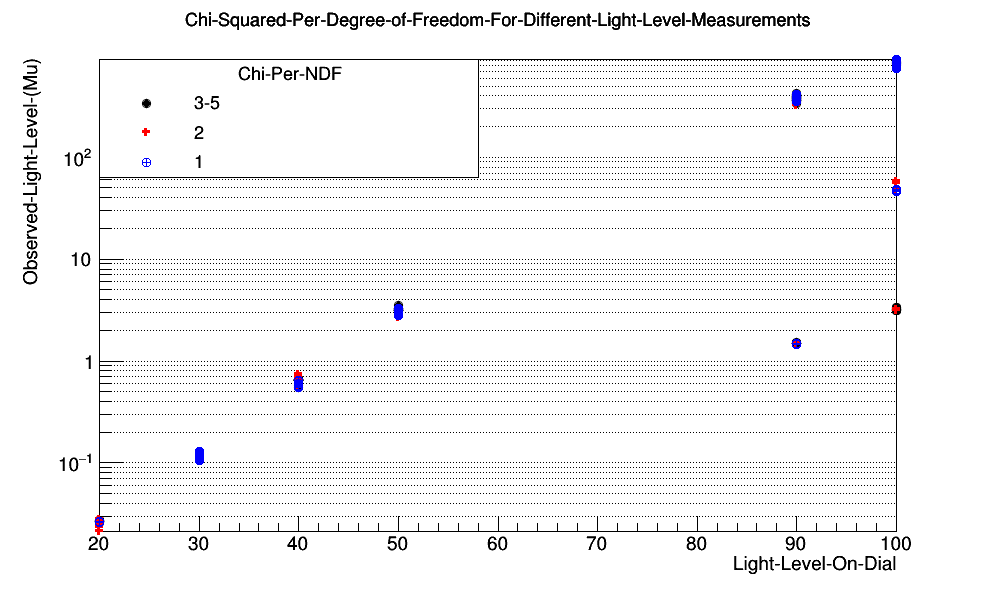 Chi-Squared-Per-Degree-of-Freedom-For-Different-Light-Level-Measurements
Observed-Light-Level-(Mu)
Chi-Per-NDF
3-5
2
1
10²
10
1
10⁻¹
20 30 40 50 60 70 80 90 100
Light-Level-On-Dial